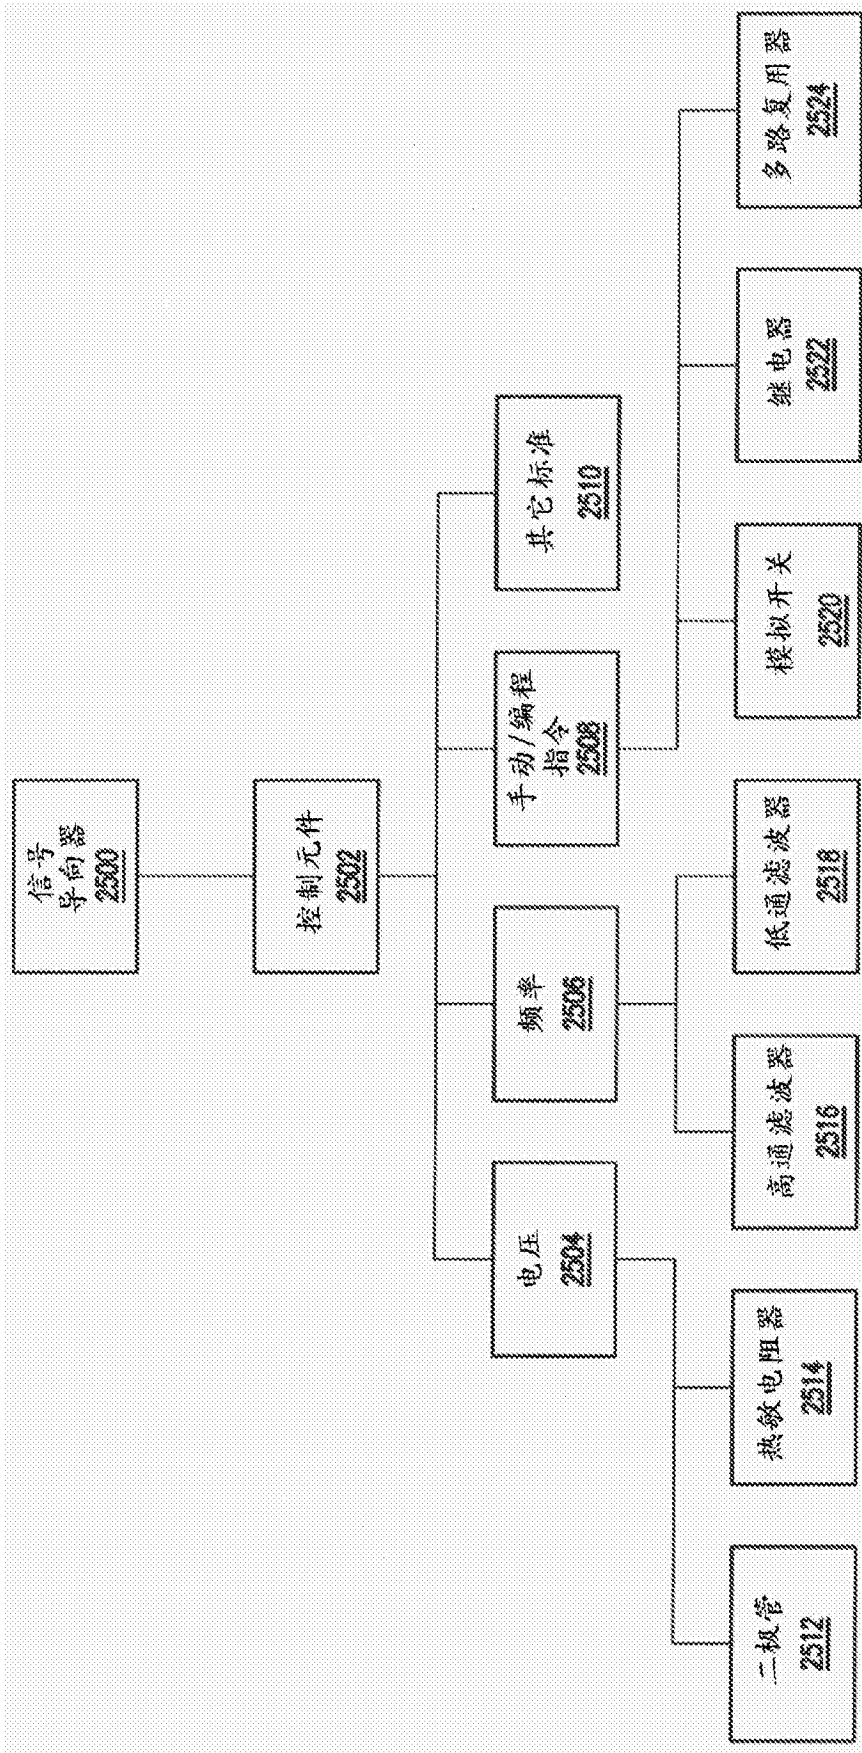 信号
导向器
2500
控制元件
2502
电压
2504
频率
2506
手动/编程
指令
2508
其它标准
2510
二极管
2512
热敏电阻器
2514
高通滤波器
2516
低通滤波器
2518
模拟开关
2520
继电器
2522
多路复用器
2524